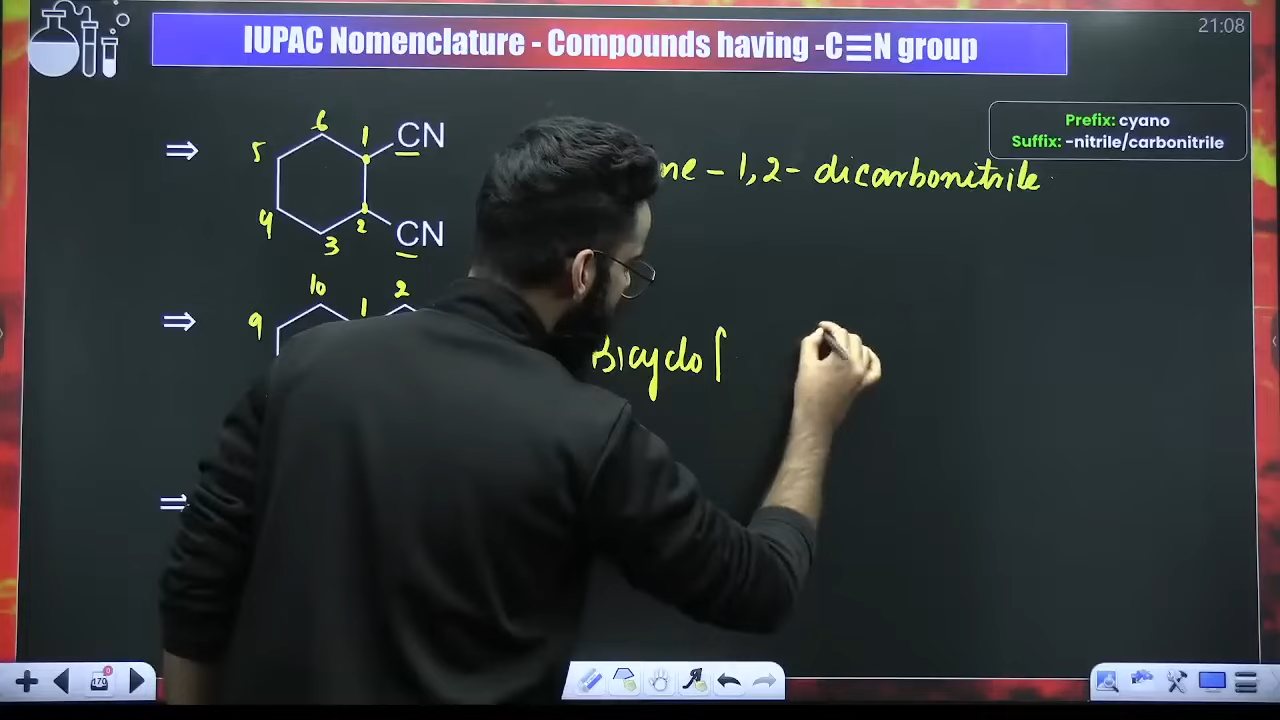 IUPAC Nomenclature - Compounds having -C≡N group
21:08
Prefix: cyano
Suffix: -nitrile/carbonitrile
6
1
CN
5
ne - 1,2- dicarbonitrile
4
2
CN
3
10
2
1
9
Bicyclo [
170